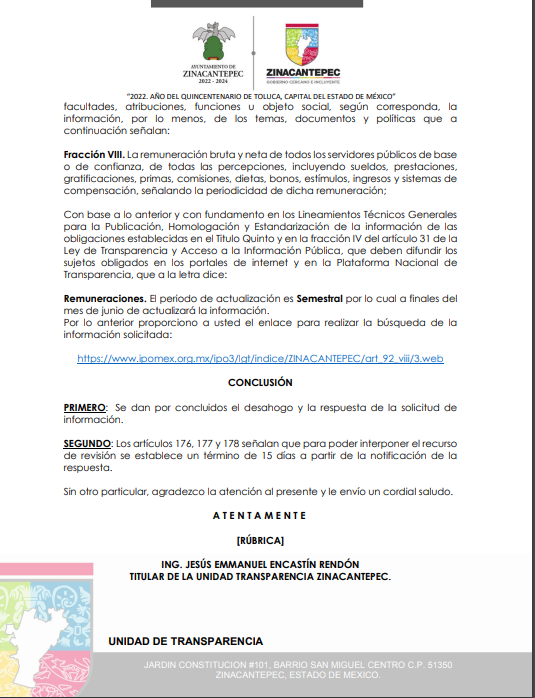 AYUNTAMIENTO DE
ZINACANTEPEC
2022 - 2024
ZINACANTEPEC
GOBIERNO CERCANO E INCLUYENTE
"2022. AÑO DEL QUINCENTENARIO DE TOLUCA, CAPITAL DEL ESTADO DE MÉXICO"
facultades, atribuciones, funciones u objeto social, según corresponda, la
información, por lo menos, de los temas, documentos y políticas que a
continuación señalan:
Fracción VIII. La remuneración bruta y neta de todos los servidores públicos de base
o de confianza, de todas las percepciones, incluyendo sueldos, prestaciones,
gratificaciones, primas, comisiones, dietas, bonos, estímulos, ingresos y sistemas de
compensación, señalando la periodicidad de dicha remuneración;
Con base a lo anterior y con fundamento en los Lineamientos Técnicos Generales
para la Publicación, Homologación y Estandarización de la información de las
obligaciones establecidas en el Titulo Quinto y en la fracción IV del artículo 31 de la
Ley de Transparencia y Acceso a la Información Pública, que deben difundir los
sujetos obligados en los portales de internet y en la Plataforma Nacional de
Transparencia, que a la letra dice:
Remuneraciones. El periodo de actualización es Semestral por lo cual a finales del
mes de junio de actualizará la información.
Por lo anterior proporciono a usted el enlace para realizar la búsqueda de la
información solicitada:
https://www.ipomex.org.mx/ipo3/lgt/indice/ZINACANTEPEC/art_92_viii/3.web
CONCLUSIÓN
PRIMERO: Se dan por concluidos el desahogo y la respuesta de la solicitud de
información.
SEGUNDO: Los artículos 176, 177 y 178 señalan que para poder interponer el recurso
de revisión se establece un término de 15 días a partir de la notificación de la
respuesta.
Sin otro particular, agradezco la atención al presente y le envío un cordial saludo.
A T E N T A M E N T E
[RÚBRICA]
ING. JESÚS EMMANUEL ENCASTÍN RENDÓN
TITULAR DE LA UNIDAD TRANSPARENCIA ZINACANTEPEC.
UNIDAD DE TRANSPARENCIA
JARDIN CONSTITUCION #101, BARRIO SAN MIGUEL CENTRO C.P. 51350
ZINACANTEPEC, ESTADO DE MEXICO.